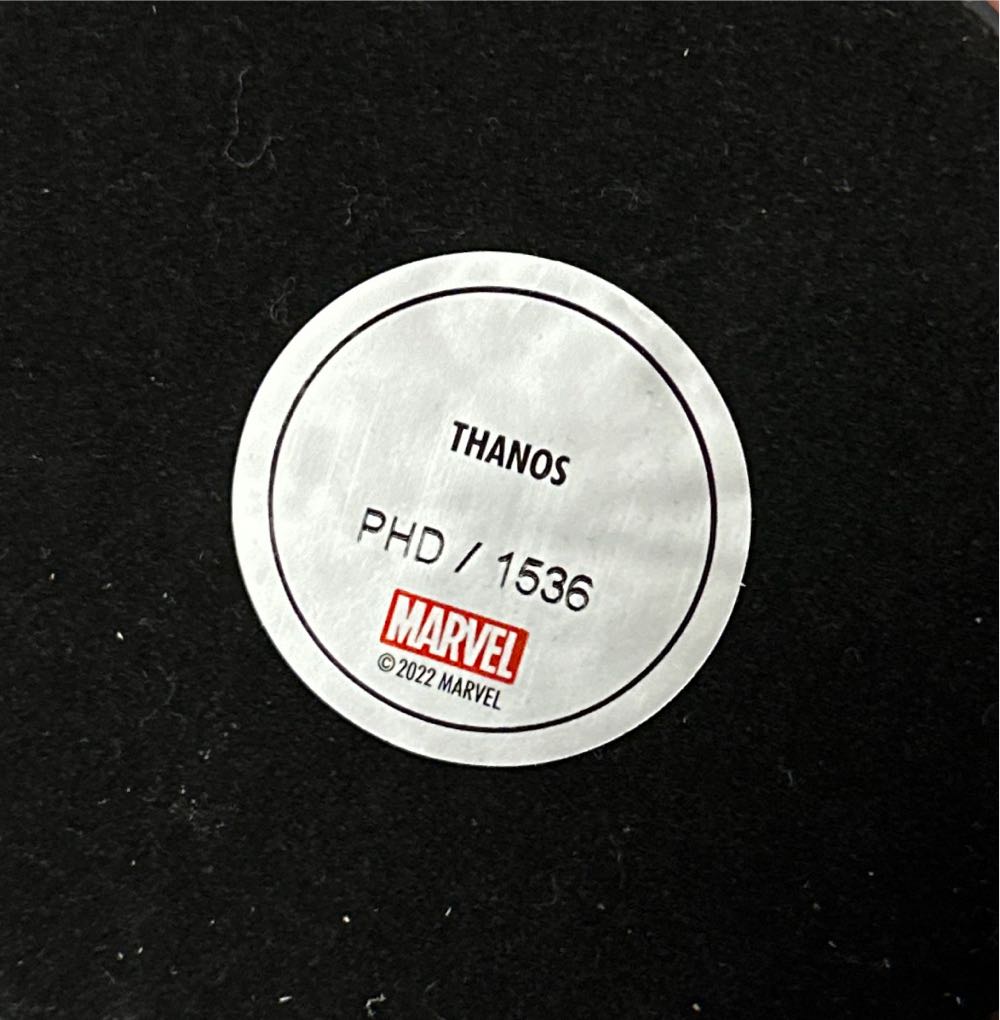 THANOS
PHD / 1536
MARVEL
© 2022 MARVEL